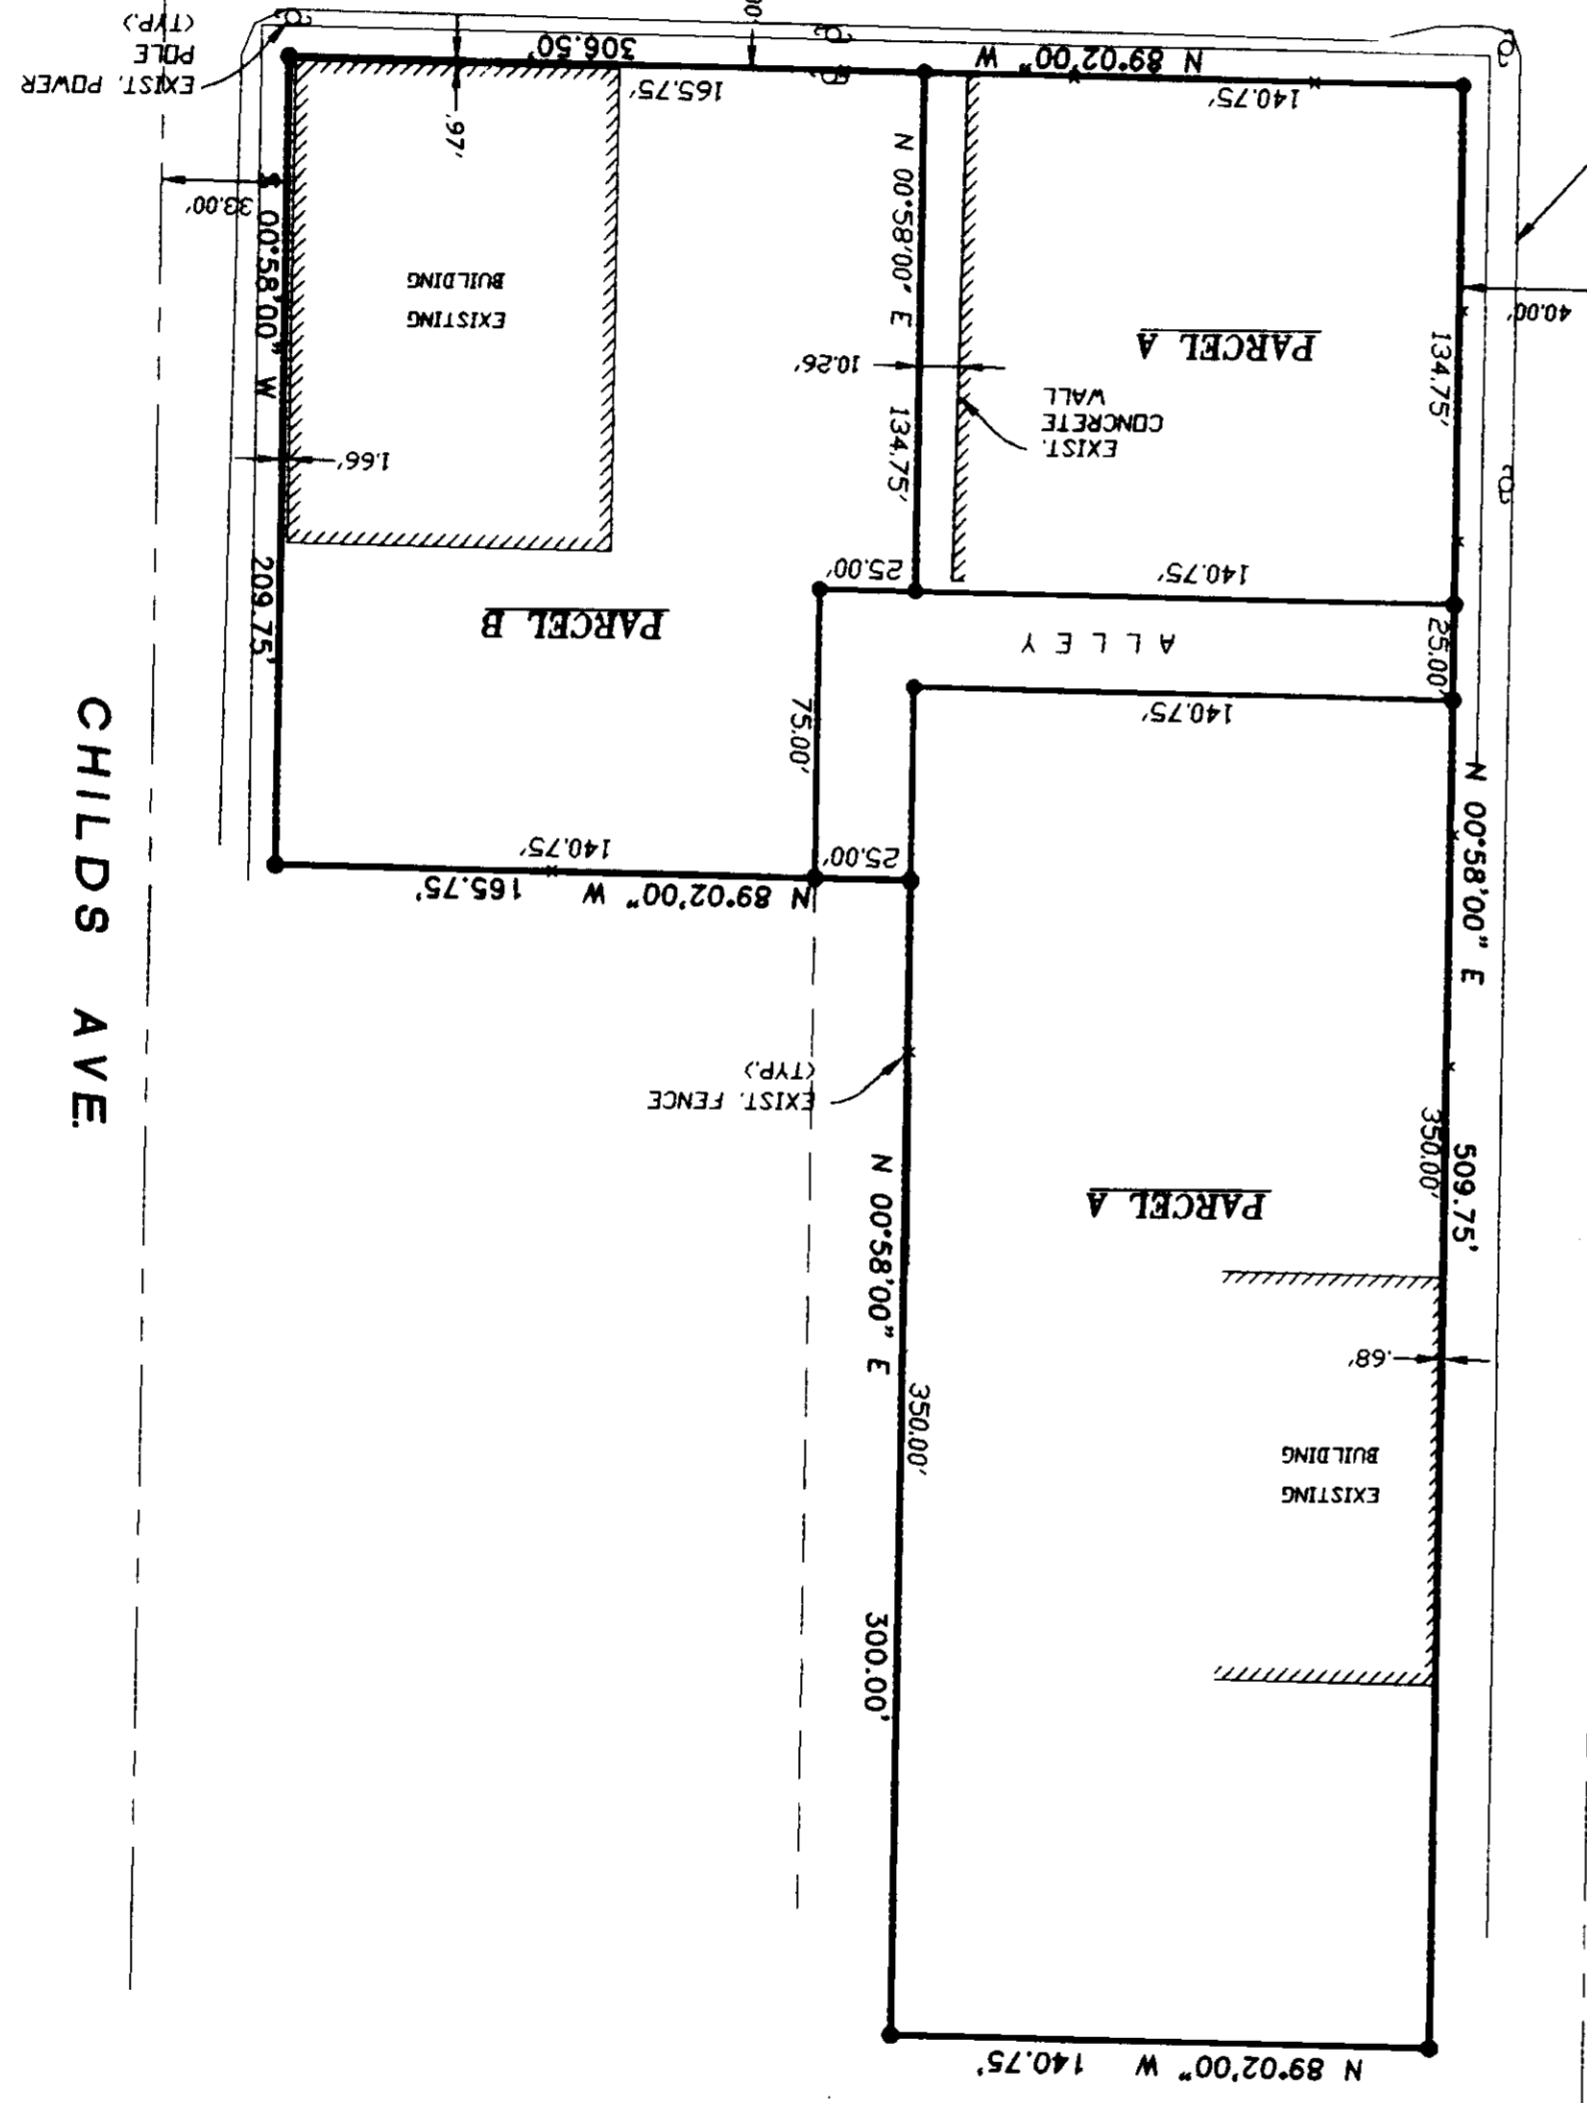 EXIST. POWER
POLE
(TYP.)
306.50'
165.75'
N 89°02'00" W
140.75'
.97'
33.00'
00°58'00" W
209.75'
EXISTING
BUILDING
1.66'
N 00°58'00" E
134.75'
10.26'
EXIST.
CONCRETE
WALL
PARCEL A
134.75'
40.00'
25.00'
140.75'
PARCEL B
ALLEY
25.00'
75.00'
140.75'
140.75'
25.00'
N 89°02'00" W
165.75'
CHILDS AVE.
N 00°58'00" E
509.75'
350.00'
EXIST. FENCE
(TYP.)
N 00°58'00" E
300.00'
350.00'
PARCEL A
.68'
EXISTING
BUILDING
N 89°02'00" W 140.75'